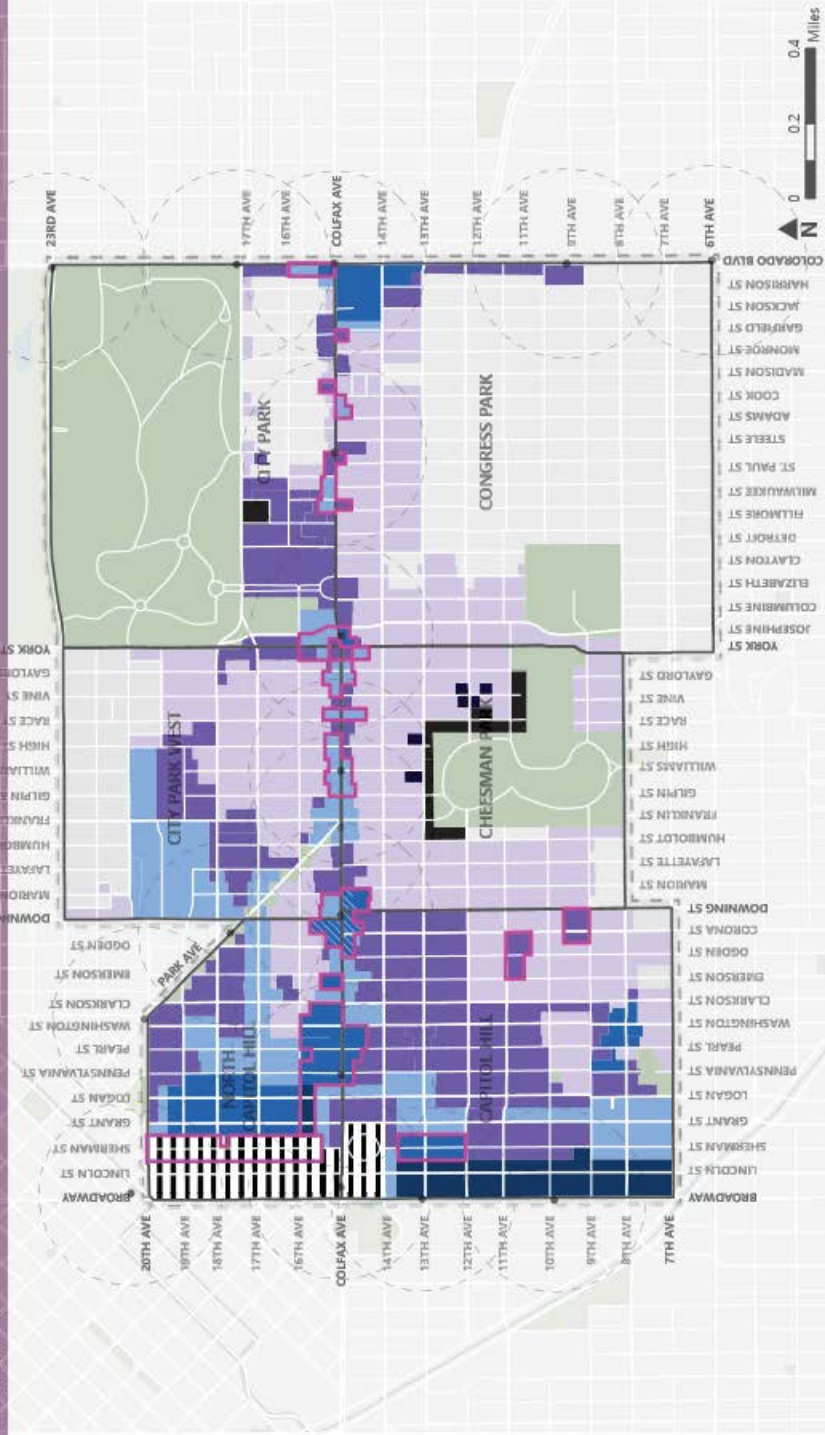 23RD AVE
17TH AVE
16TH AVE
COLFAX AVE
14TH AVE
13TH AVE
12TH AVE
11TH AVE
9TH AVE
8TH AVE
7TH AVE
6TH AVE
0
0.2
0.4
Miles
N
COLORADO BLVD
HARRISON ST
JACKSON ST
GARFIELD ST
MONROE ST
MADISON ST
COOK ST
ADAMS ST
STEELE ST
ST. PAUL ST
MILWAUKEE ST
FILLMORE ST
DETROIT ST
CLAYTON ST
ELIZABETH ST
COLUMBINE ST
JOSEPHINE ST
YORK ST
CITY PARK
CONGRESS PARK
YORK ST
GAYLOR
VINE ST
RACE ST
HIGH ST
WILLIA
GILPIN
FRANKL
HUMBO
LAFAYET
MARION
DOWNING
CITY PARK WEST
CHEESMAN PARK
GAYLORD ST
VINE ST
RACE ST
HIGH ST
WILLIAMS ST
GILPIN ST
FRANKLIN ST
HUMBOLDT ST
LAFAYETTE ST
MARION ST
DOWNING ST
CORONA ST
OGDEN ST
EMERSON ST
CLARKSON ST
WASHINGTON ST
PEARL ST
PENNSYLVANIA ST
LOGAN ST
GRANT ST
SHERMAN ST
LINCOLN ST
BROADWAY
PARK AVE
OGDEN ST
EMERSON ST
CLARKSON ST
WASHINGTON ST
PEARL ST
PENNSYLVANIA ST
LOGAN ST
GRANT ST
SHERMAN ST
LINCOLN ST
BROADWAY
NORTH
CAPITOL HILL
CAPITOL HILL
20TH AVE
19TH AVE
18TH AVE
17TH AVE
16TH AVE
COLFAX AVE
14TH AVE
13TH AVE
12TH AVE
11TH AVE
10TH AVE
9TH AVE
8TH AVE
7TH AVE